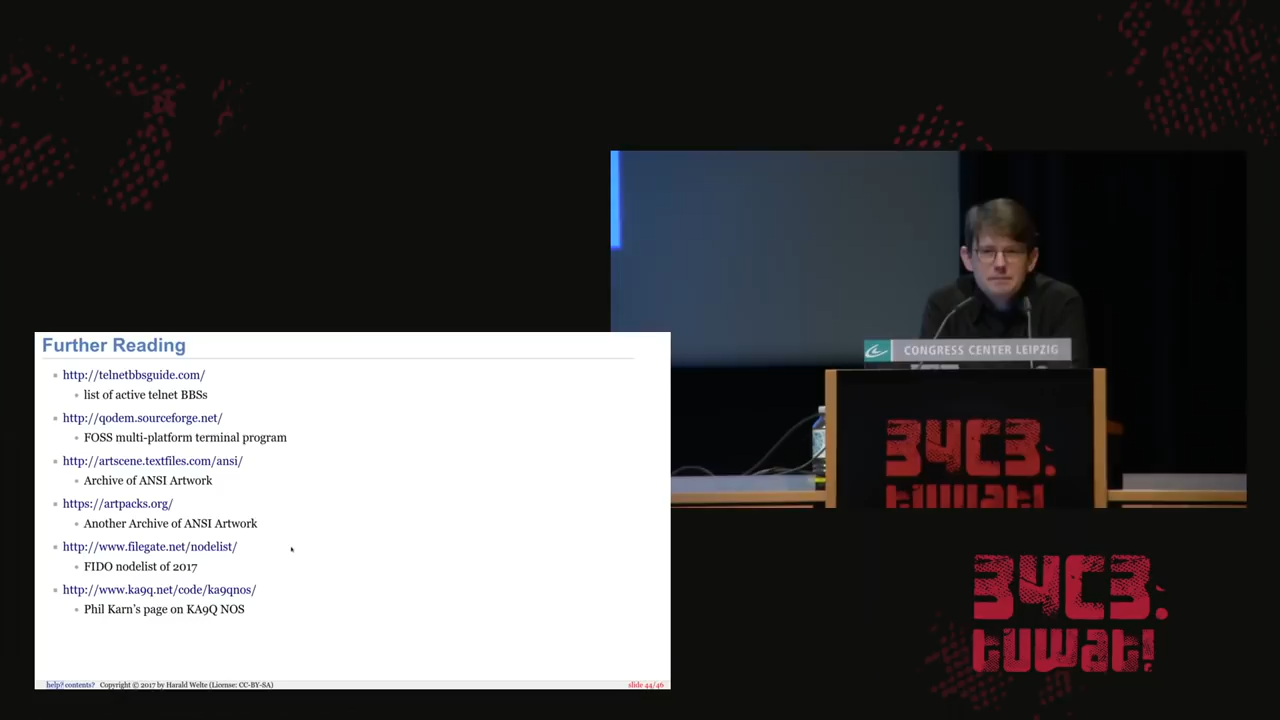 Further Reading
http://telnetbbsguide.com/
list of active telnet BBSs
http://qodem.sourceforge.net/
FOSS multi-platform terminal program
http://artscene.textfiles.com/ansi/
Archive of ANSI Artwork
https://artpacks.org/
Another Archive of ANSI Artwork
http://www.filegate.net/nodelist/
FIDO nodelist of 2017
http://www.ka9q.net/code/ka9qnos/
Phil Karn's page on KA9Q NOS
help? contents? Copyright © 2017 by Harald Welte (License: CC-BY-SA)
slide 44/46
CONGRESS CENTER LEIPZIG
34C3.
tuwat!
34C3.
tuwat!